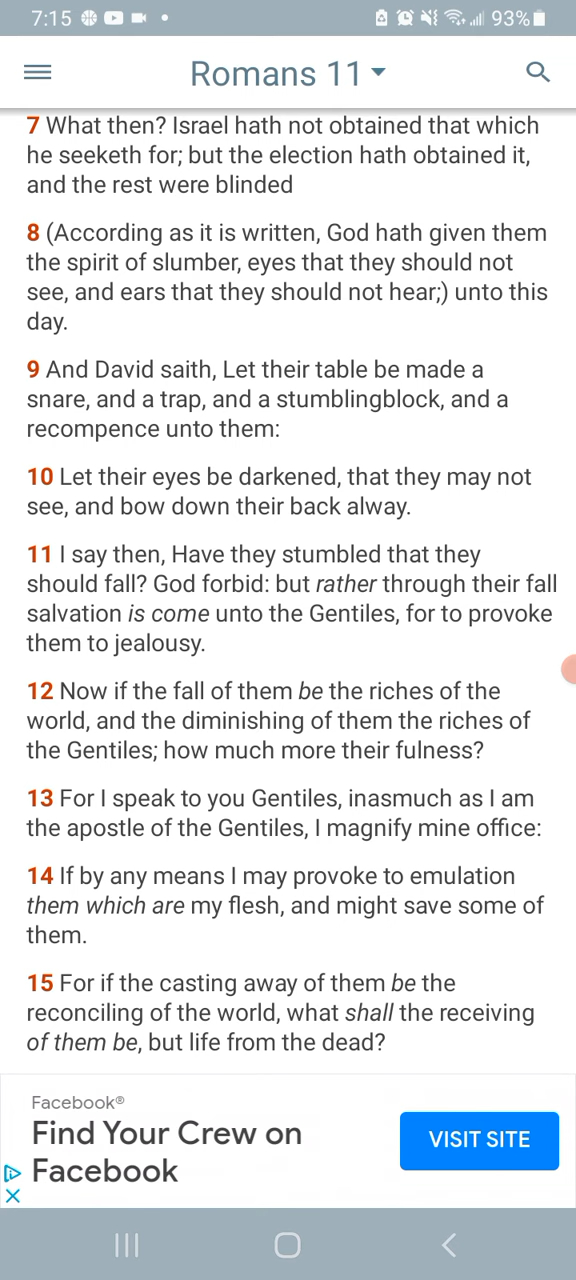 7:15
93%
Romans 11
7 What then? Israel hath not obtained that which
he seeketh for; but the election hath obtained it,
and the rest were blinded
8 (According as it is written, God hath given them
the spirit of slumber, eyes that they should not
see, and ears that they should not hear;) unto this
day.
9 And David saith, Let their table be made a
snare, and a trap, and a stumblingblock, and a
recompence unto them:
10 Let their eyes be darkened, that they may not
see, and bow down their back alway.
11 I say then, Have they stumbled that they
should fall? God forbid: but rather through their fall
salvation is come unto the Gentiles, for to provoke
them to jealousy.
12 Now if the fall of them be the riches of the
world, and the diminishing of them the riches of
the Gentiles; how much more their fulness?
13 For I speak to you Gentiles, inasmuch as I am
the apostle of the Gentiles, I magnify mine office:
14 If by any means I may provoke to emulation
them which are my flesh, and might save some of
them.
15 For if the casting away of them be the
reconciling of the world, what shall the receiving
of them be, but life from the dead?
Facebook®
Find Your Crew on
Facebook
VISIT SITE